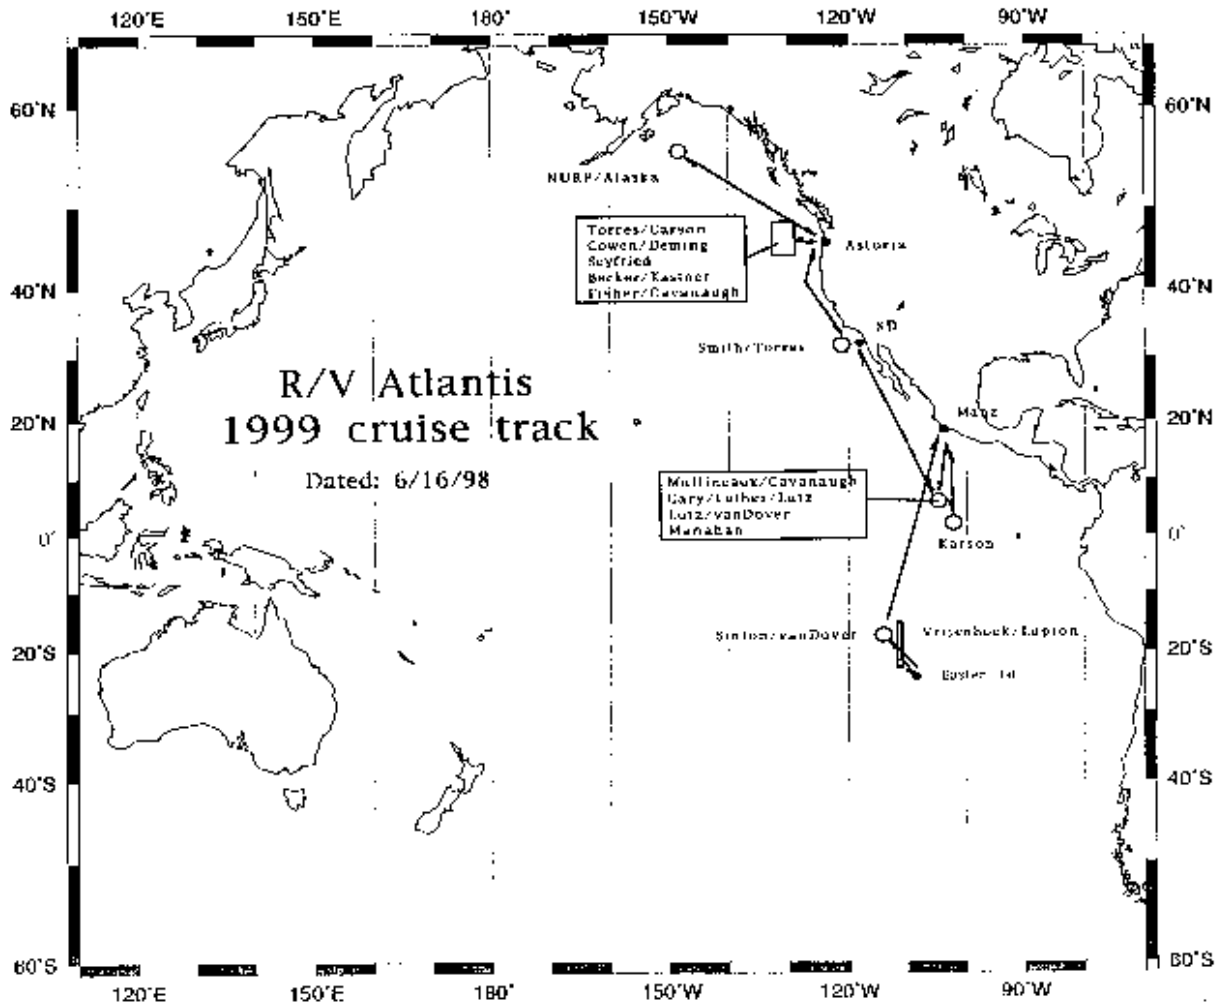 120°E 150°E 180° 150°W 120°W 90°W
60°N 60°N
NURP/Alaska
Torres/Carson
Cowen/Deming
Seyfried
Becker/Kastner
Fisher/Cavanaugh
Astoria
40°N 40°N
SD
Smith/Torres
R/V Atlantis
1999 cruise track
Dated: 6/16/98
Manz
20°N 20°N
Mullineaux/Cavanaugh
Cary/Luther/Lutz
Lutz/vanDover
Manahan
0° 0°
Karson
Sinton/vanDover
Vrijenhoek/Lupton
20°S 20°S
Easter Isl
40°S 40°S
60°S 60°S
120°E 150°E 180° 150°W 120°W 90°W